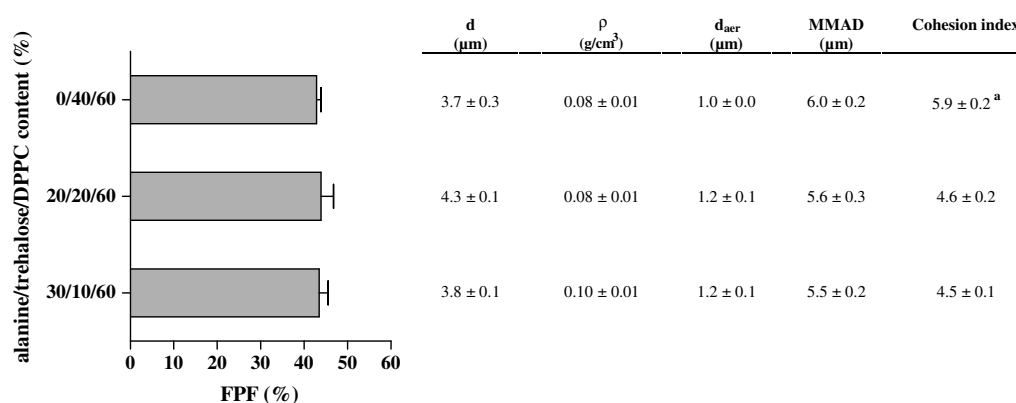 d ρ d_aer MMAD Cohesion index
(µm) (g/cm³) (µm) (µm)
alanine/trehalose/DPPC content (%)
0/40/60 3.7 ± 0.3 0.08 ± 0.01 1.0 ± 0.0 6.0 ± 0.2 5.9 ± 0.2 ᵃ
20/20/60 4.3 ± 0.1 0.08 ± 0.01 1.2 ± 0.1 5.6 ± 0.3 4.6 ± 0.2
30/10/60 3.8 ± 0.1 0.10 ± 0.01 1.2 ± 0.1 5.5 ± 0.2 4.5 ± 0.1
0 10 20 30 40 50 60
FPF (%)